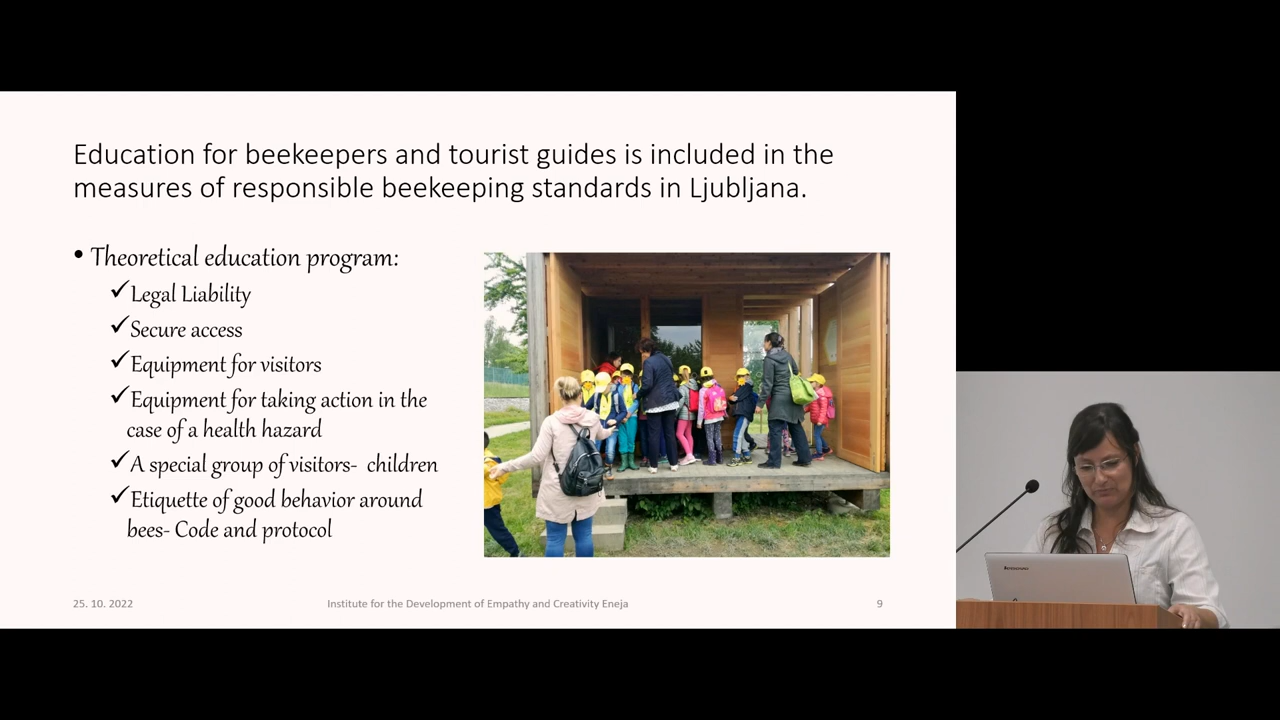 Education for beekeepers and tourist guides is included in the
measures of responsible beekeeping standards in Ljubljana.
• Theoretical education program:
✓Legal Liability
✓Secure access
✓Equipment for visitors
✓Equipment for taking action in the
case of a health hazard
✓A special group of visitors- children
✓Etiquette of good behavior around
bees- Code and protocol
25. 10. 2022
Institute for the Development of Empathy and Creativity Eneja
9
lenovo